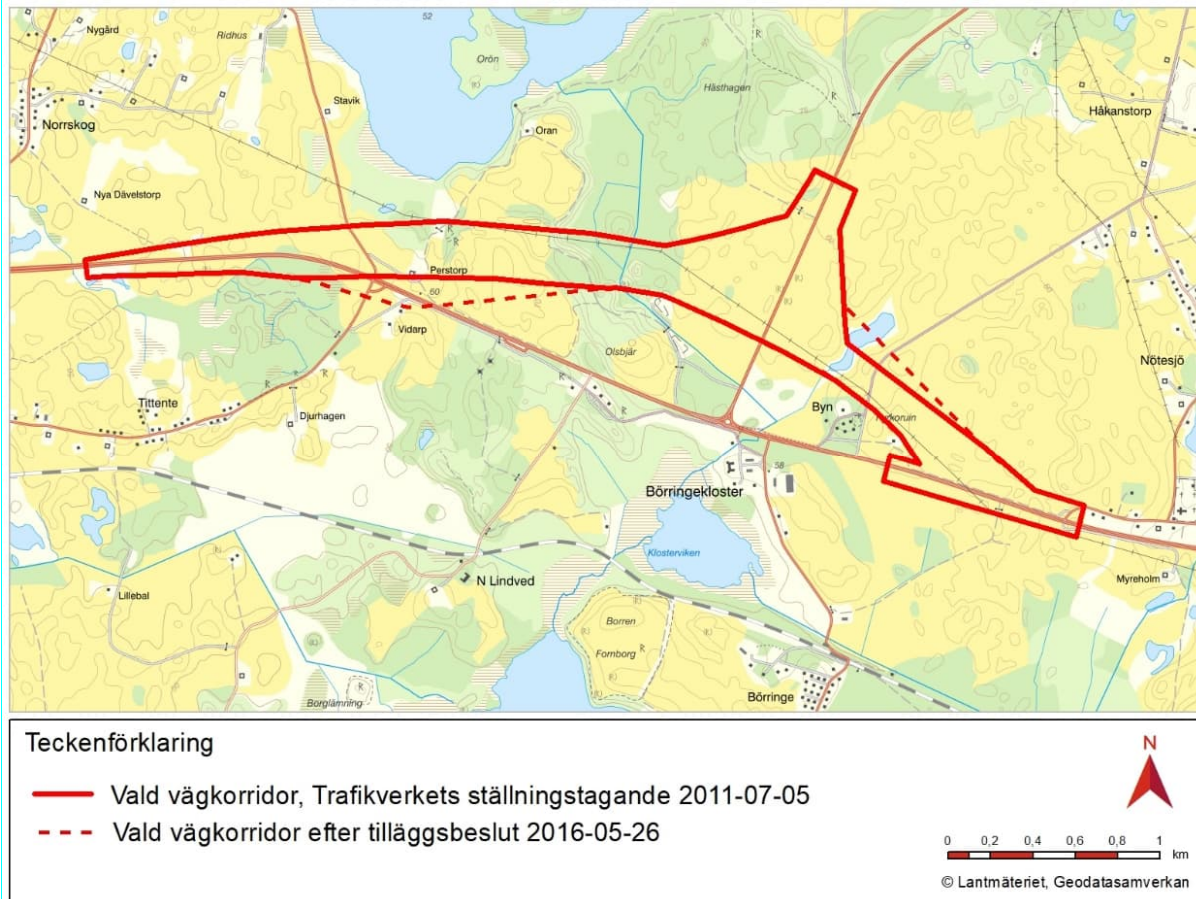 52
Nygård
Ridhus
R
Orön
Hästhagen
R
Stavik
Norrskog
Oran
Håkanstorp
Nya Dävelstorp
R
R
Perstorp
60
Vidarp
Olsbjär
Nötesjö
R
R
Byn
Kyrkoruin
Tittente
Djurhagen
R
58
Börringekloster
Klosterviken
N Lindved
Myreholm
Lillebal
Borren
Fornborg
R
R
Borglämning
Börringe
Teckenförklaring
Vald vägkorridor, Trafikverkets ställningstagande 2011-07-05
Vald vägkorridor efter tilläggsbeslut 2016-05-26
N
0 0,2 0,4 0,6 0,8 1
km
© Lantmäteriet, Geodatasamverkan